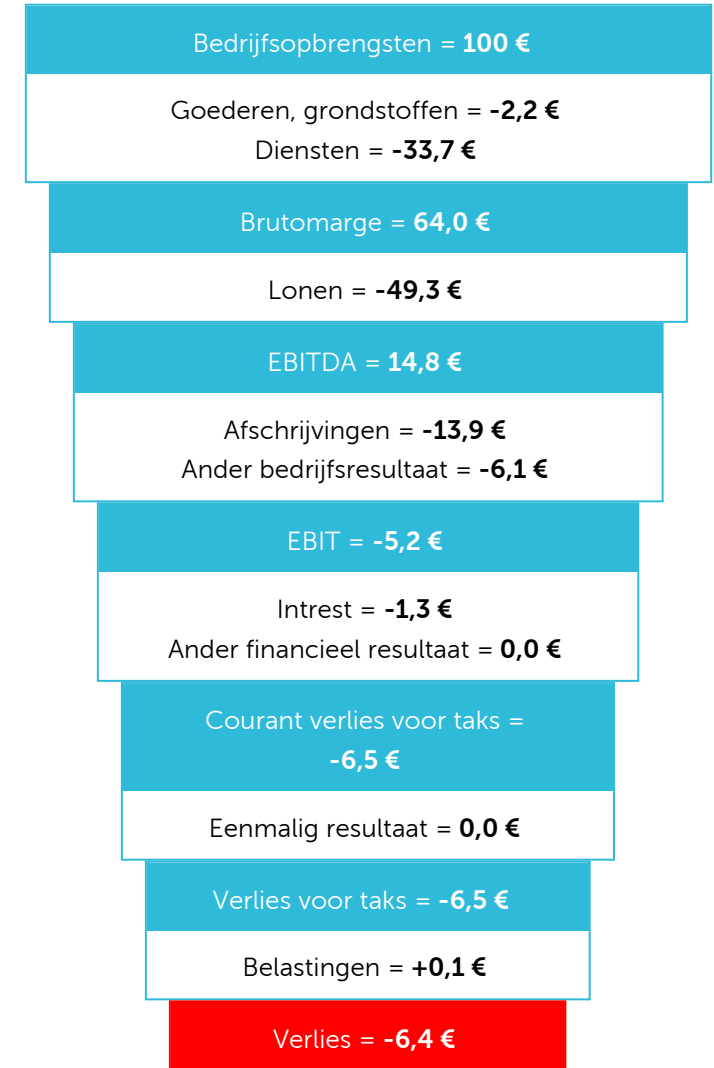 Bedrijfsopbrengsten = 100 €
Goederen, grondstoffen = -2,2 €
Diensten = -33,7 €
Brutomarge = 64,0 €
Lonen = -49,3 €
EBITDA = 14,8 €
Afschrijvingen = -13,9 €
Ander bedrijfsresultaat = -6,1 €
EBIT = -5,2 €
Intrest = -1,3 €
Ander financieel resultaat = 0,0 €
Courant verlies voor taks =
-6,5 €
Eenmalig resultaat = 0,0 €
Verlies voor taks = -6,5 €
Belastingen = +0,1 €
Verlies = -6,4 €